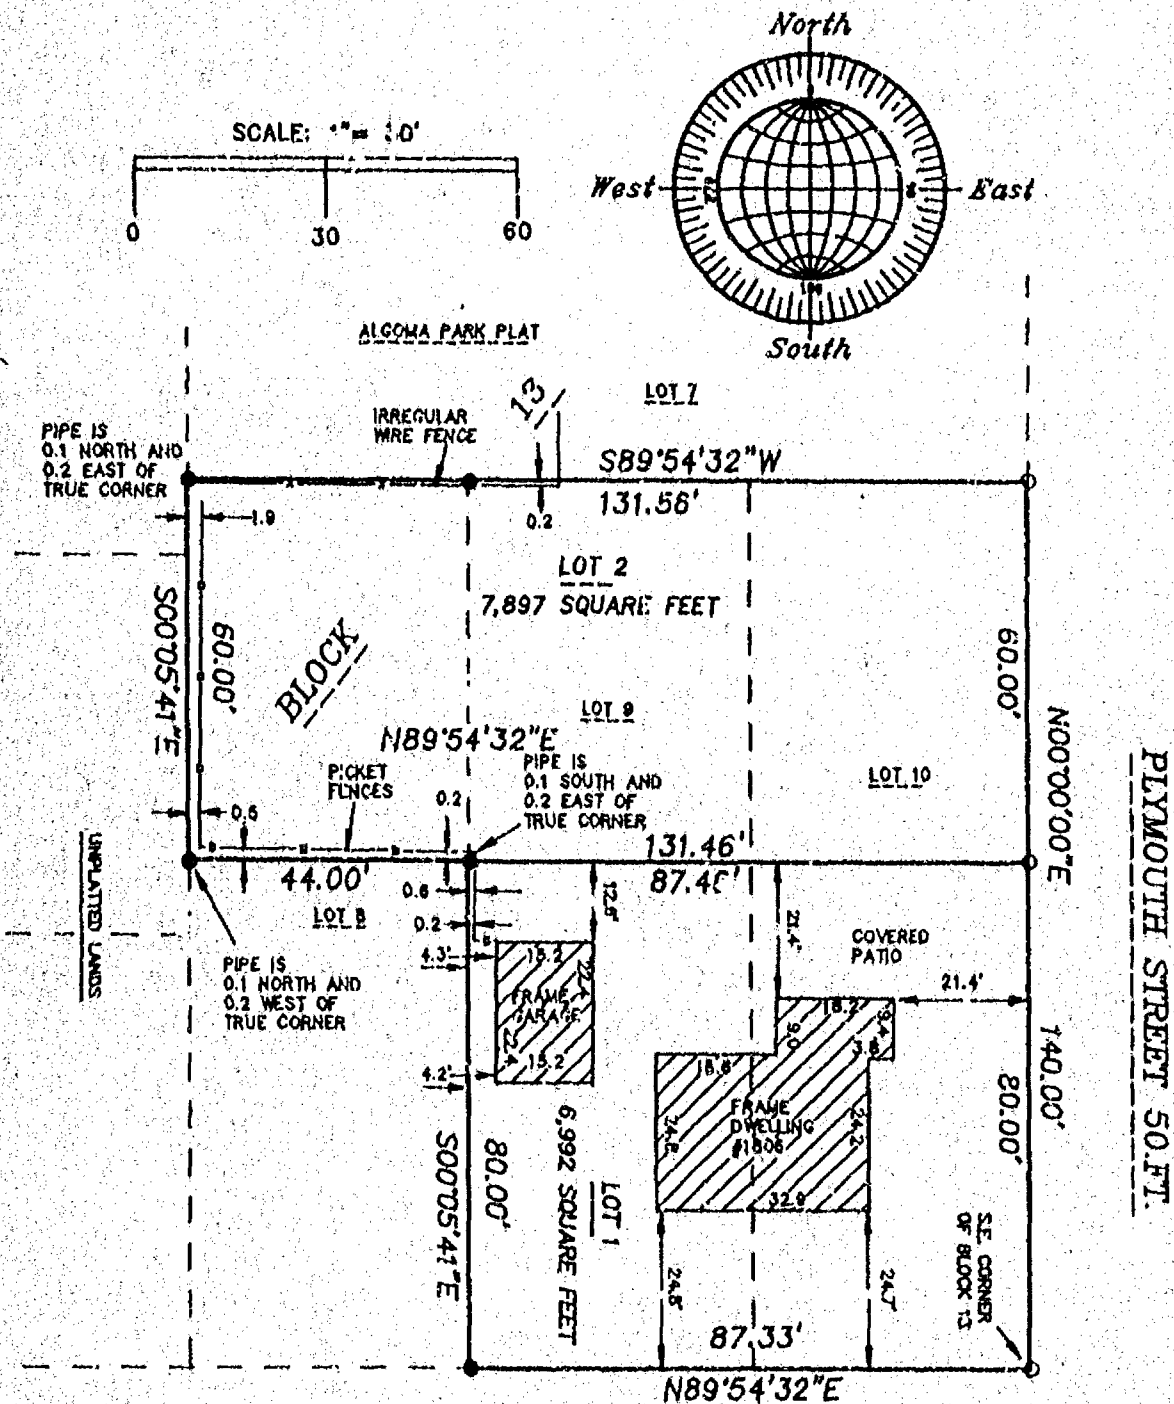 North
SCALE:
West
East
0
30
60
South
ALGOMA PARK PLAT
LOT 7
13
IRREGULAR
WIRE FENCE
PIPE IS
0.1 NORTH AND
0.2 EAST OF
TRUE CORNER
S89°54'32"W
131.56'
0.2
1.9
LOT 2
7,897 SQUARE FEET
S00°05'41"E
60.00'
BLOCK
60.00'
LOT 9
N89°54'32"E
N00°00'00"E
PLYMOUTH STREET 50.FT.
PICKET
FENCES
PIPE IS
0.1 SOUTH AND
0.2 EAST OF
TRUE CORNER
LOT 10
0.2
0.6
131.46'
44.00'
UNPLATTED LANDS
LOT 8
0.6
0.2
12.6'
21.4'
COVERED
PATIO
21.4'
PIPE IS
0.1 NORTH AND
0.2 WEST OF
TRUE CORNER
4.3'
15.2
22.4
FRAME
GARAGE
22.4
15.2
4.2'
18.2
9.4
9.0
3.8
140.00'
80.00'
FRAME
DWELLING
24.2
32.9
S00°05'41"E
80.00'
6,992 SQUARE FEET
LOT 1
24.8'
24.7'
S.E. CORNER
OF BLOCK 13
87.33'
N89°54'32"E